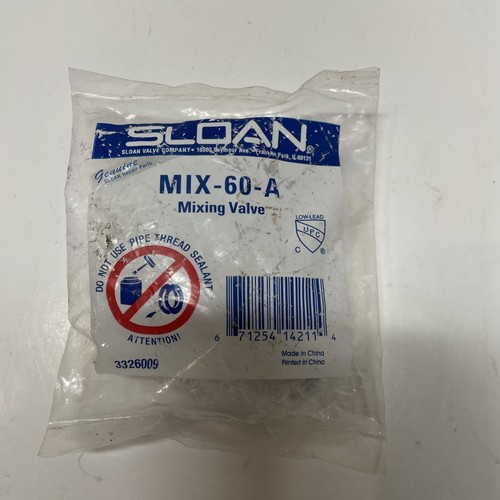 SLOAN®
SLOAN VALVE COMPANY • 10500 Seymour Ave. • Franklin Park, IL 60131
Genuine
SLOAN Repair Parts
MIX-60-A
Mixing Valve
LOW-LEAD
UPC
C ®
DO NOT USE PIPE THREAD SEALANT
ATTENTION!
6 71254 14211 4
3326009
Made in China
Printed in China